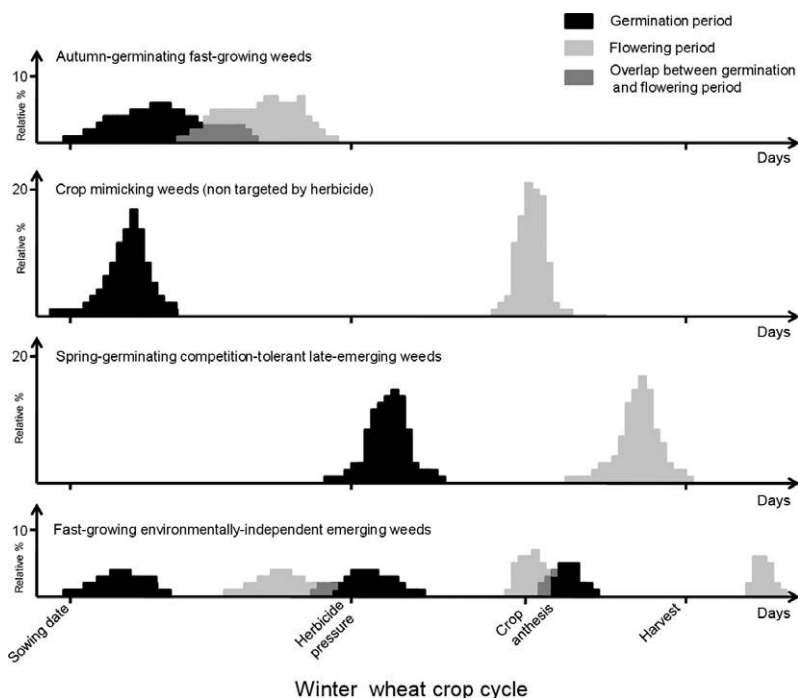 Germination period
Flowering period
Overlap between germination
and flowering period
Autumn-germinating fast-growing weeds
10
Relative %
Days
Crop mimicking weeds (non targeted by herbicide)
20
Relative %
Days
Spring-germinating competition-tolerant late-emerging weeds
20
Relative %
Days
Fast-growing environmentally-independent emerging weeds
10
Relative %
Days
Sowing date
Herbicide
pressure
Crop
anthesis
Harvest
Winter wheat crop cycle